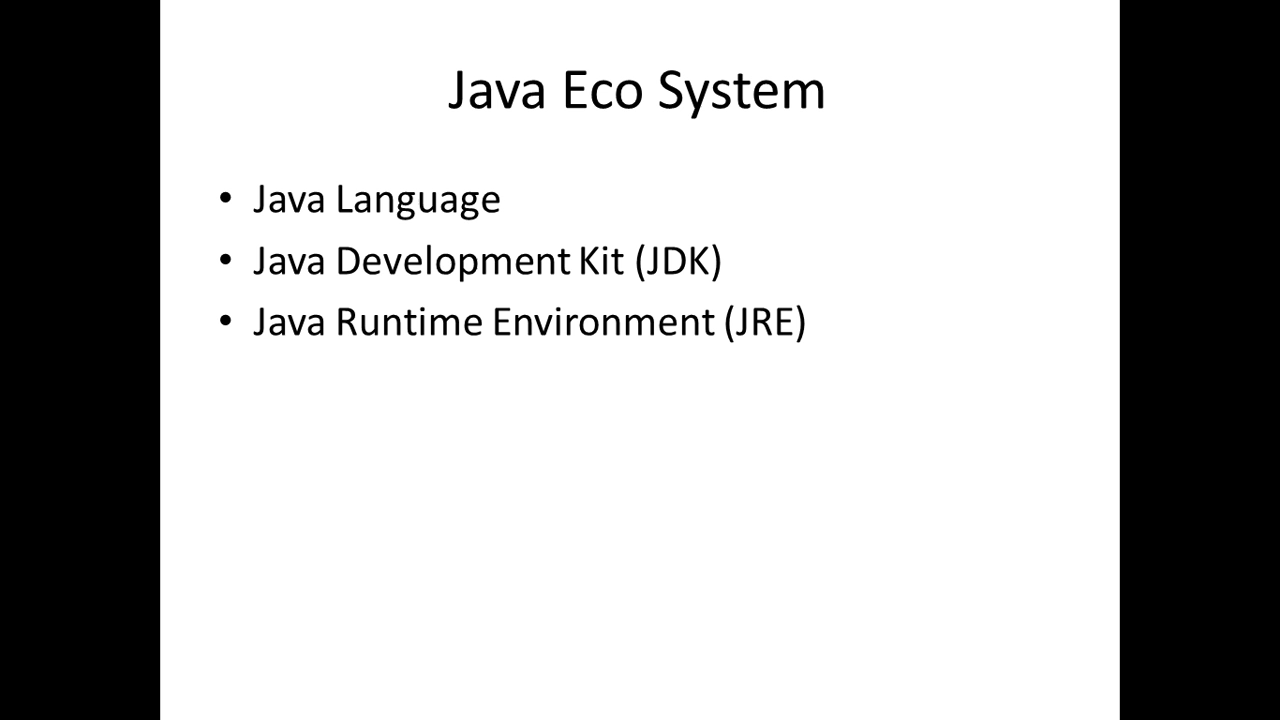 Java Eco System
• Java Language
• Java Development Kit (JDK)
• Java Runtime Environment (JRE)